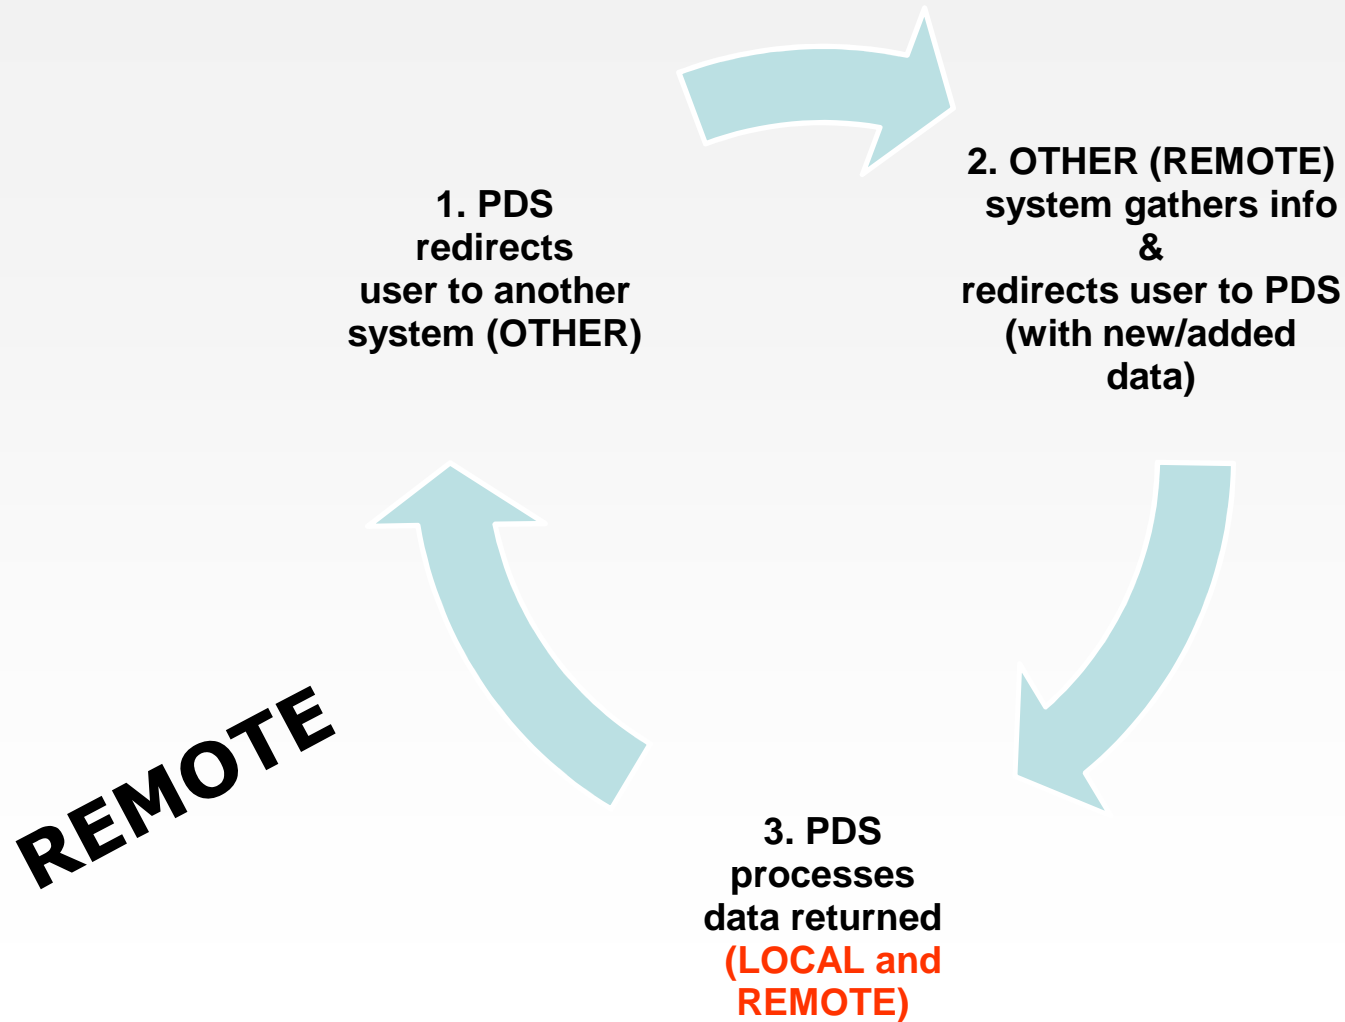 1. PDS
redirects
user to another
system (OTHER)
2. OTHER (REMOTE)
system gathers info
&
redirects user to PDS
(with new/added
data)
3. PDS
processes
data returned
(LOCAL and
REMOTE)
REMOTE